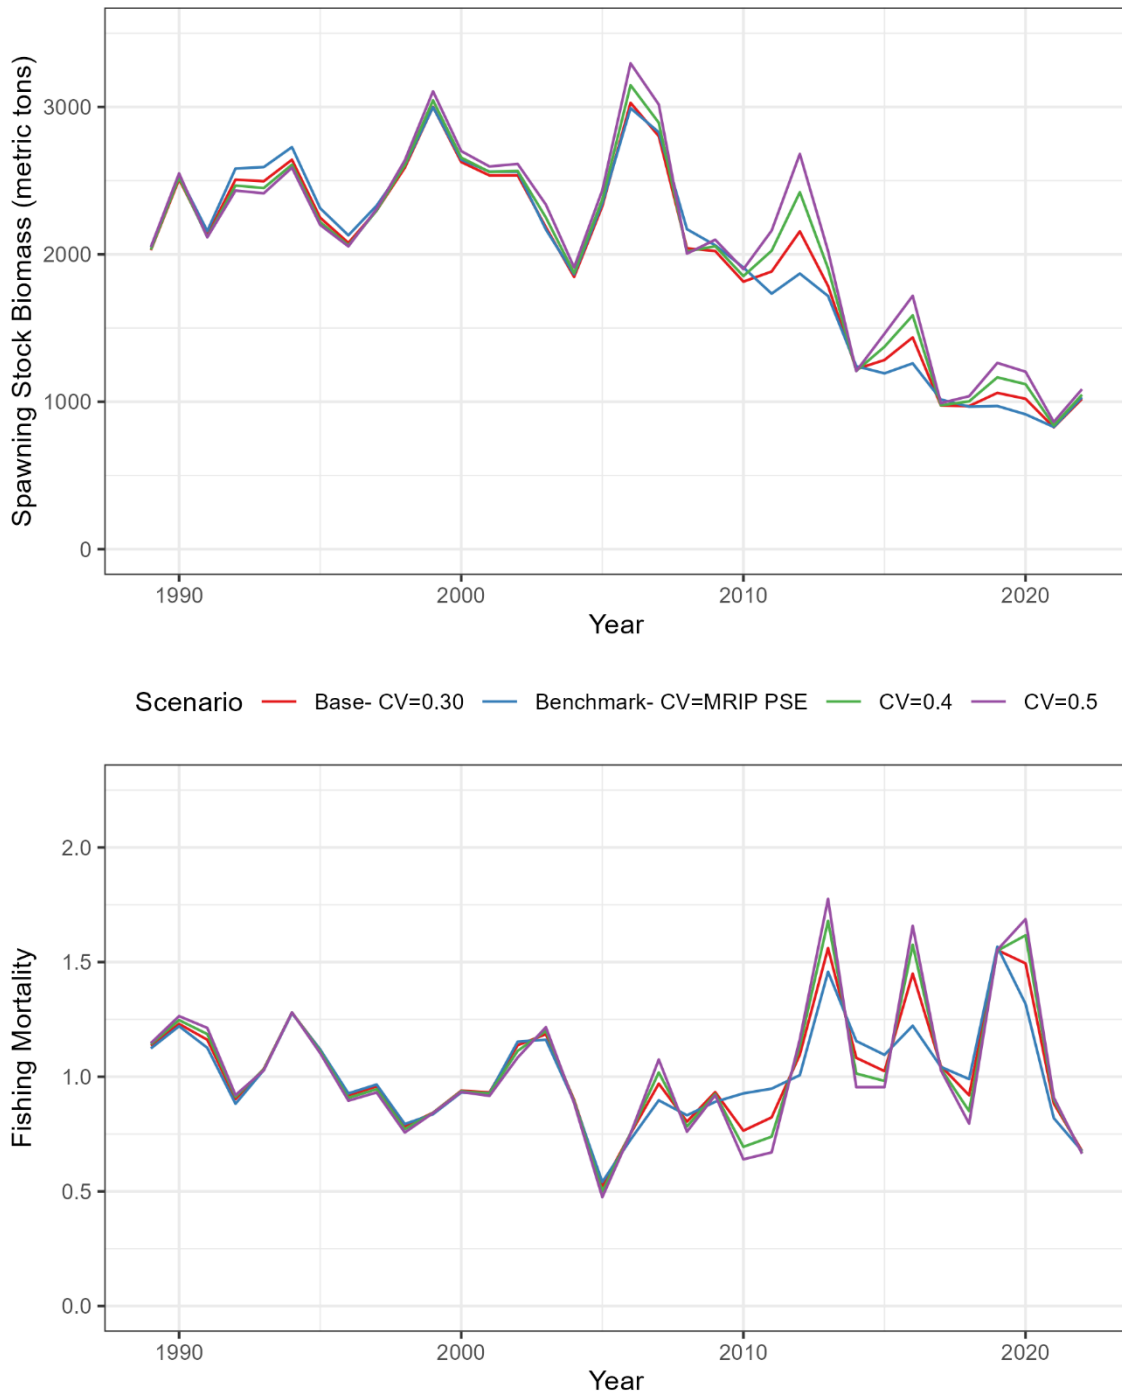 Spawning Stock Biomass (metric tons)
3000
2000
1000
0
1990 2000 2010 2020
Year
Scenario Base- CV=0.30 Benchmark- CV=MRIP PSE CV=0.4 CV=0.5
Fishing Mortality
2.0
1.5
1.0
0.5
0.0
1990 2000 2010 2020
Year